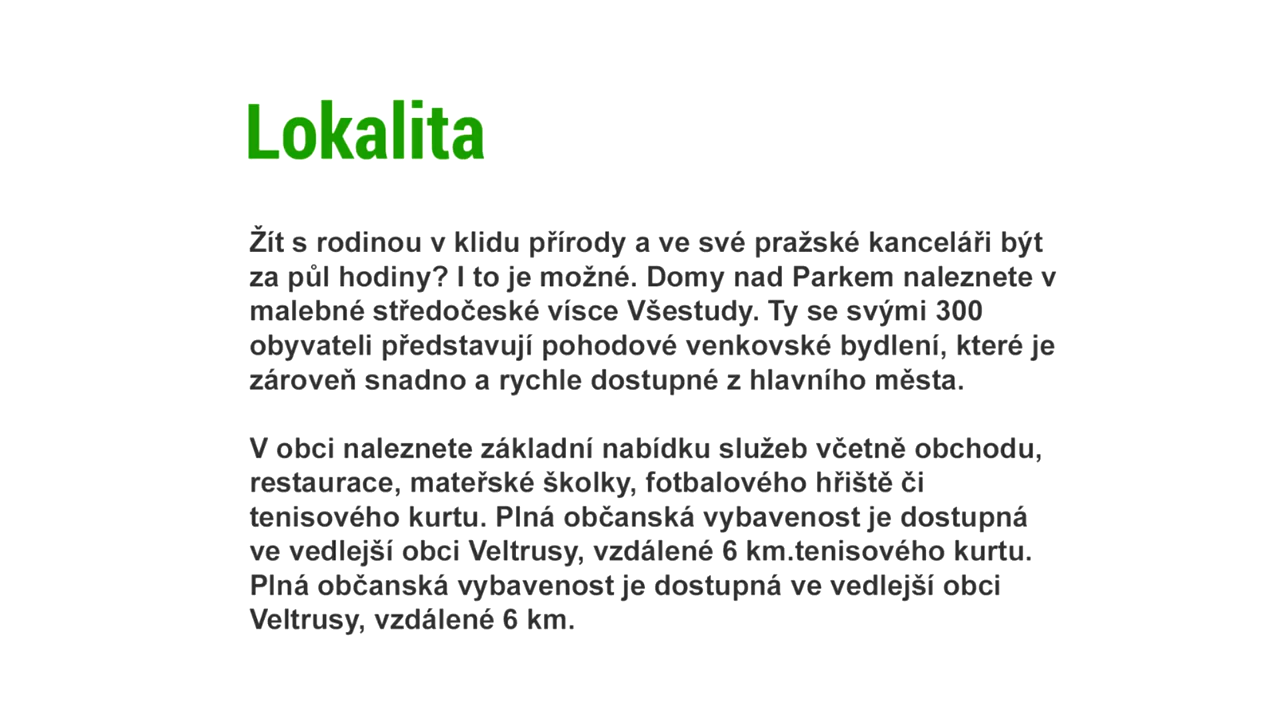 Lokalita
Žít s rodinou v klidu přírody a ve své pražské kanceláři být
za půl hodiny? I to je možné. Domy nad Parkem naleznete v
malebné středočeské vísce Všestudy. Ty se svými 300
obyvateli představují pohodové venkovské bydlení, které je
zároveň snadno a rychle dostupné z hlavního města.
V obci naleznete základní nabídku služeb včetně obchodu,
restaurace, mateřské školky, fotbalového hřiště či
tenisového kurtu. Plná občanská vybavenost je dostupná
ve vedlejší obci Veltrusy, vzdálené 6 km.tenisového kurtu.
Plná občanská vybavenost je dostupná ve vedlejší obci
Veltrusy, vzdálené 6 km.